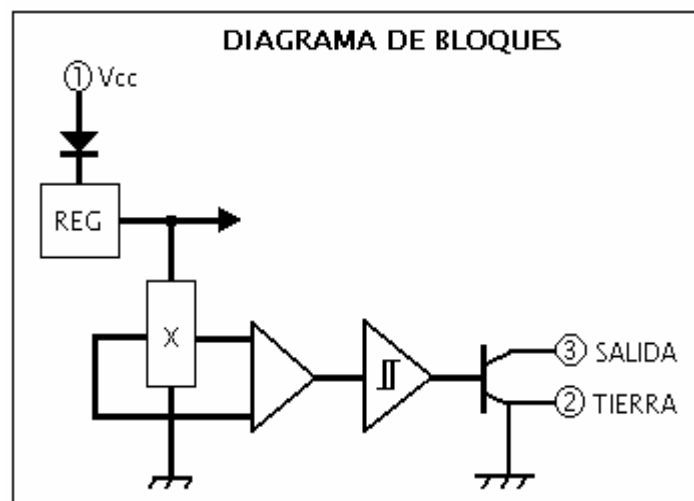 DIAGRAMA DE BLOQUES
1 Vcc
REG
X
3 SALIDA
2 TIERRA